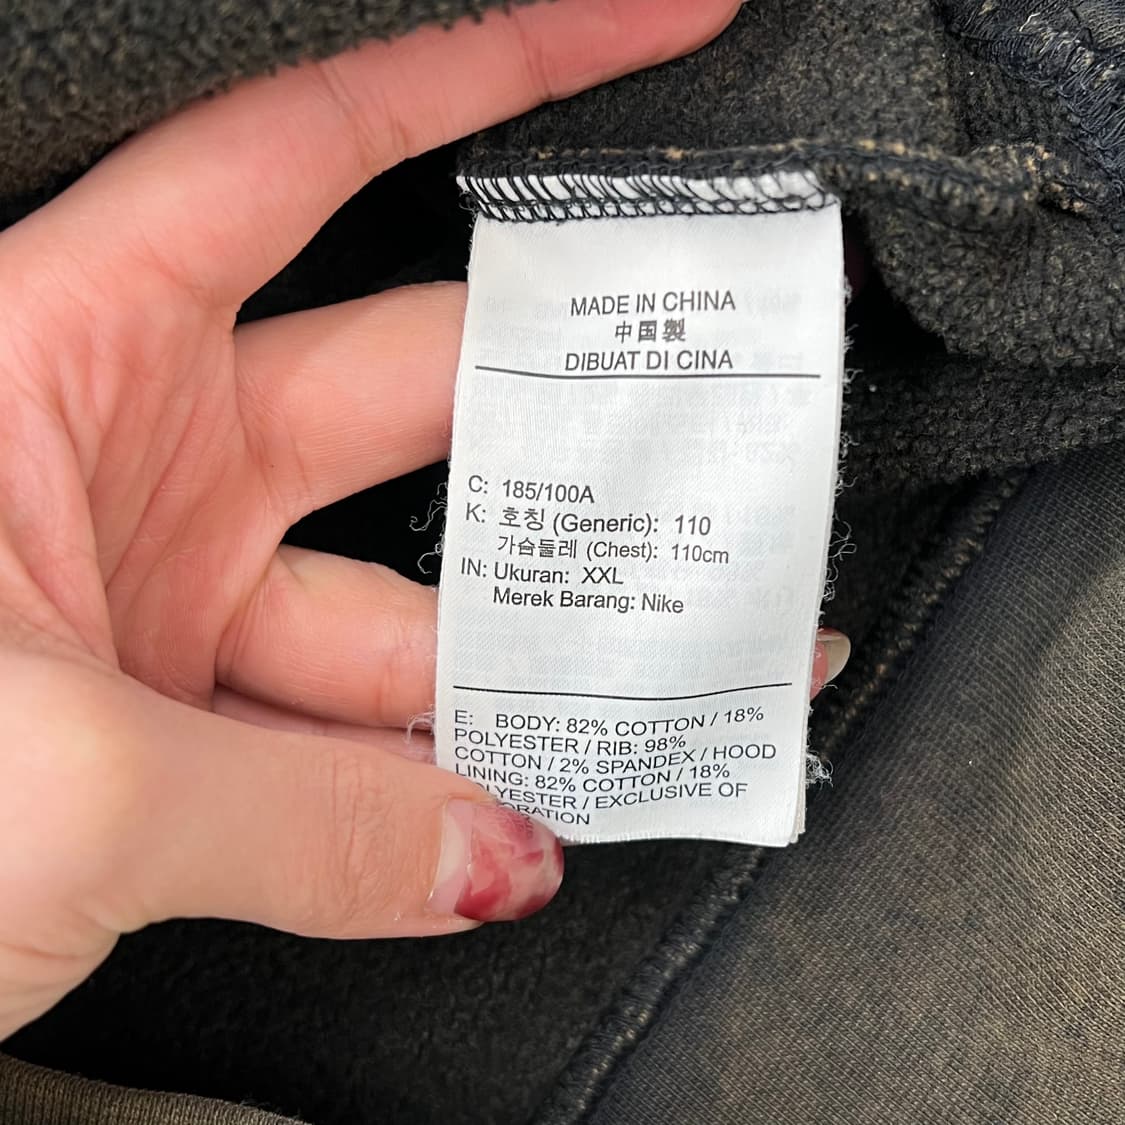 MADE IN CHINA
中国製
DIBUAT DI CINA
C: 185/100A
K: 호칭 (Generic): 110
가슴둘레 (Chest): 110cm
IN: Ukuran: XXL
Merek Barang: Nike
E: BODY: 82% COTTON / 18%
POLYESTER / RIB: 98%
COTTON / 2% SPANDEX / HOOD
LINING: 82% COTTON / 18%
/ EXCLUSIVE OF